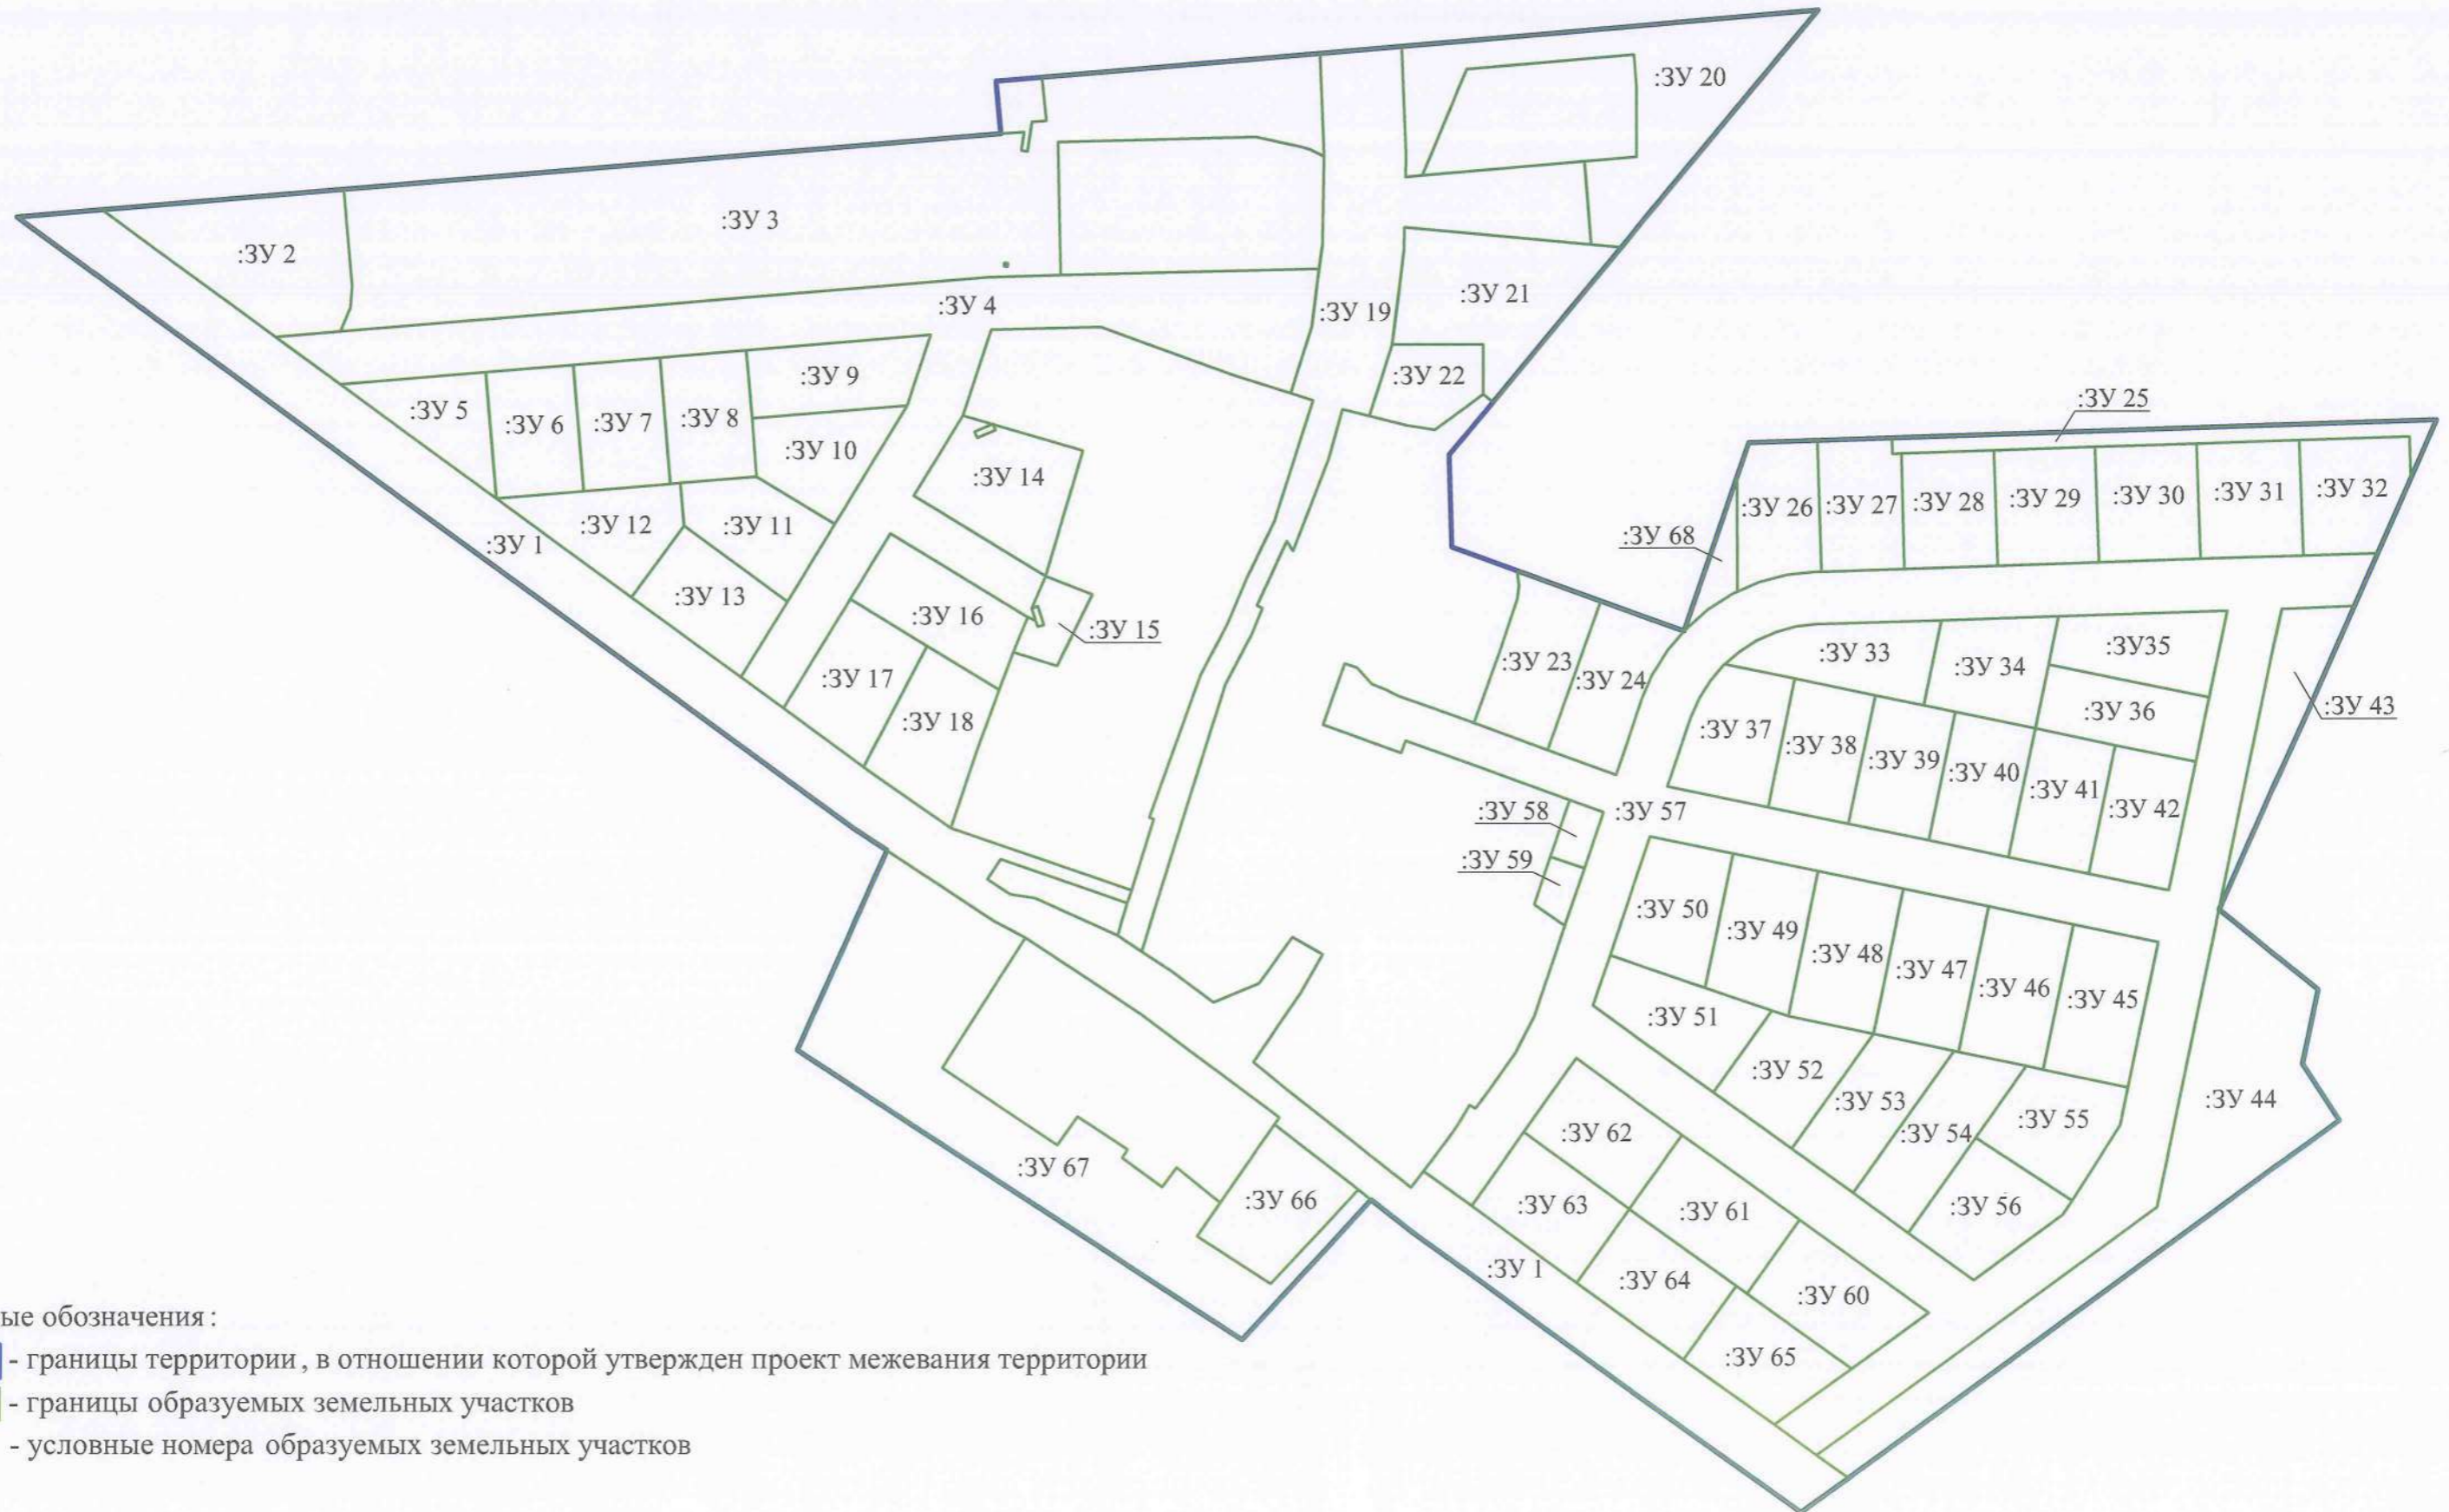 :ЗУ 20
:ЗУ 3
:ЗУ 2
:ЗУ 21
:ЗУ 4
:ЗУ 19
:ЗУ 9
:ЗУ 22
:ЗУ 25
:ЗУ 5
:ЗУ 6
:ЗУ 7
:ЗУ 8
:ЗУ 10
:ЗУ 14
:ЗУ 26
:ЗУ 27
:ЗУ 28
:ЗУ 29
:ЗУ 30
:ЗУ 31
:ЗУ 32
:ЗУ 12
:ЗУ 11
:ЗУ 68
:ЗУ 1
:ЗУ 13
:ЗУ 16
:ЗУ 15
:ЗУ 33
:ЗУ 34
:ЗУ35
:ЗУ 23
:ЗУ 24
:ЗУ 17
:ЗУ 18
:ЗУ 36
:ЗУ 43
:ЗУ 37
:ЗУ 38
:ЗУ 39
:ЗУ 40
:ЗУ 41
:ЗУ 42
:ЗУ 58
:ЗУ 57
:ЗУ 59
:ЗУ 50
:ЗУ 49
:ЗУ 48
:ЗУ 47
:ЗУ 46
:ЗУ 45
:ЗУ 51
:ЗУ 52
:ЗУ 53
:ЗУ 44
:ЗУ 54
:ЗУ 55
:ЗУ 62
:ЗУ 67
:ЗУ 66
:ЗУ 63
:ЗУ 61
:ЗУ 56
:ЗУ 1
:ЗУ 64
:ЗУ 60
:ЗУ 65
ые обозначения :
- границы территории , в отношении которой утвержден проект межевания территории
- границы образуемых земельных участков
- условные номера образуемых земельных участков